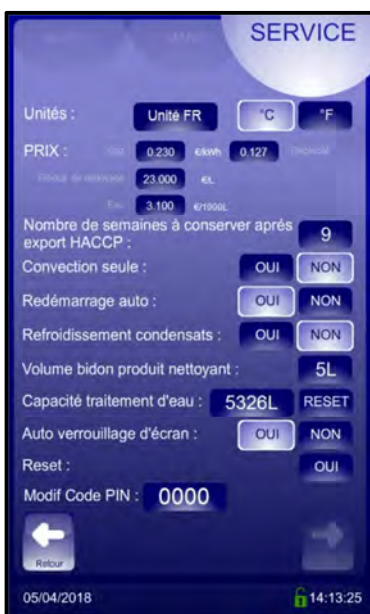 SERVICE
Unités : Unité FR °C °F
PRIX : Gaz 0.230 €/kWh 0.127 Electricité
23.000 €/L
Eau 3.100 €/1000L
Nombre de semaines à conserver aprés
export HACCP : 9
Convection seule : OUI NON
Redémarrage auto : OUI NON
Refroidissement condensats : OUI NON
Volume bidon produit nettoyant : 5L
Capacité traitement d'eau : 5326L RESET
Auto verrouillage d'écran : OUI NON
Reset : OUI
Modif Code PIN : 0000
Retour
05/04/2018 14:13:25